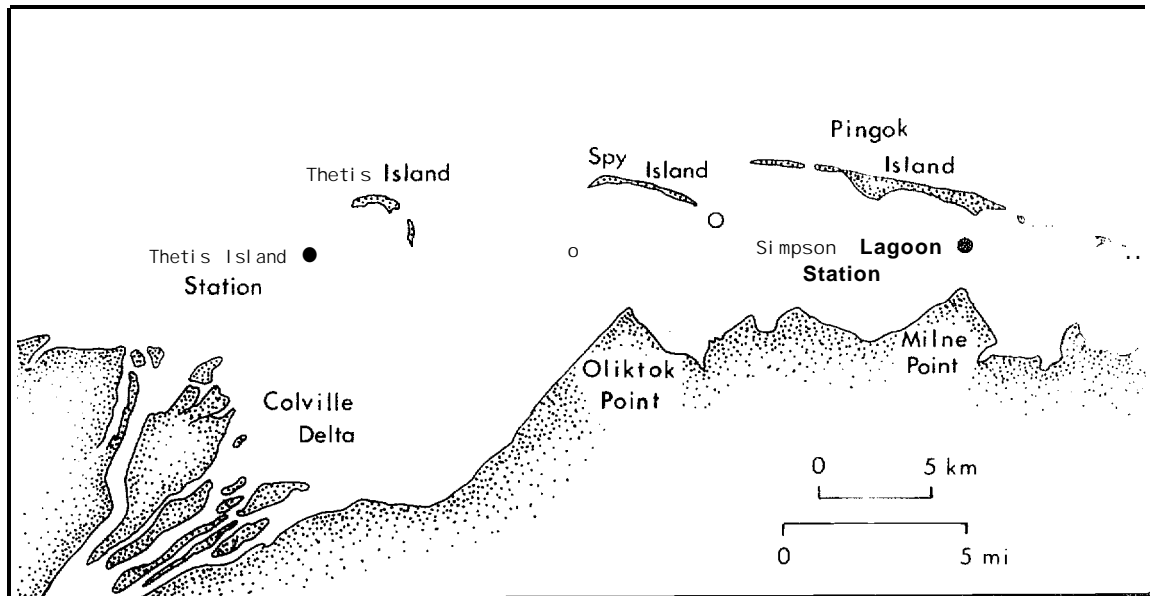 Pingok
Island
Spy Island
Thetis Island
Thetis Island
Station
Simpson Lagoon
Station
Milne
Point
Oliktok
Point
Colville
Delta
0 5 km
0 5 mi